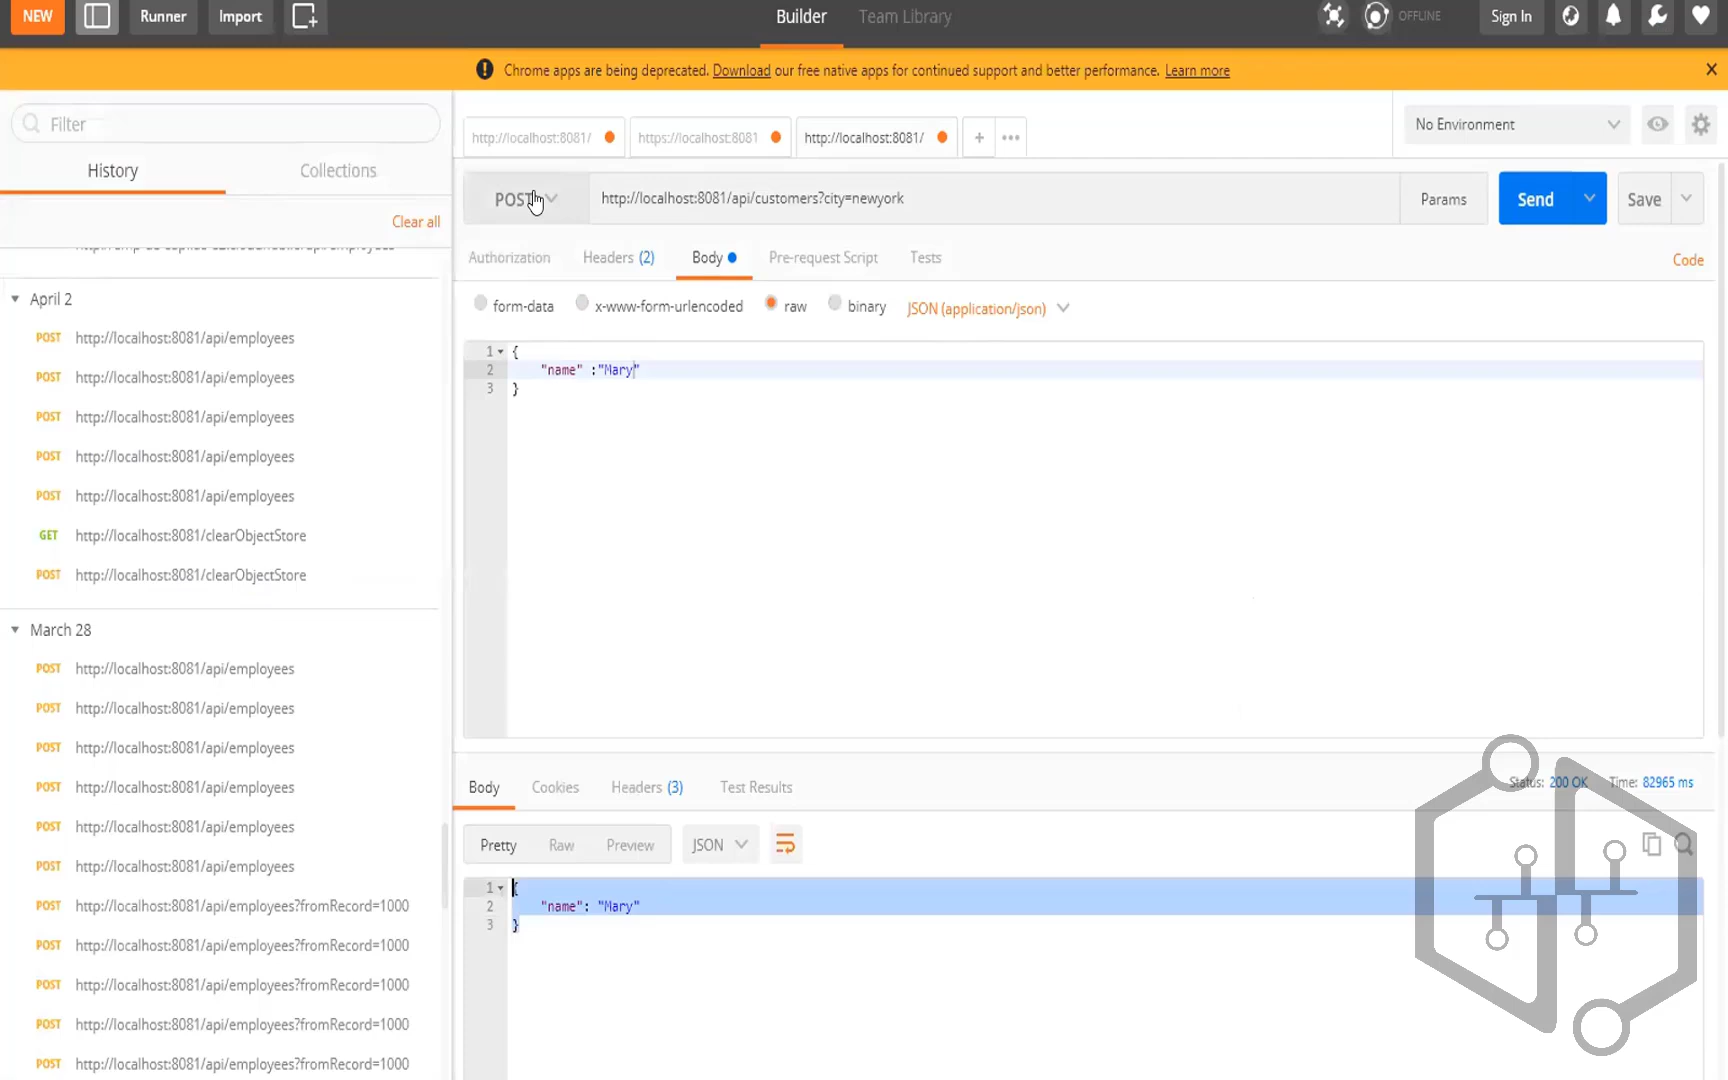 NEW
Runner
Import
Builder
Team Library
OFFLINE
Sign In
Chrome apps are being deprecated. Download our free native apps for continued support and better performance. Learn more
Filter
History
Collections
Clear all
April 2
POST http://localhost:8081/api/employees
POST http://localhost:8081/api/employees
POST http://localhost:8081/api/employees
POST http://localhost:8081/api/employees
POST http://localhost:8081/api/employees
GET http://localhost:8081/clearObjectStore
POST http://localhost:8081/clearObjectStore
March 28
POST http://localhost:8081/api/employees
POST http://localhost:8081/api/employees
POST http://localhost:8081/api/employees
POST http://localhost:8081/api/employees
POST http://localhost:8081/api/employees
POST http://localhost:8081/api/employees
POST http://localhost:8081/api/employees?fromRecord=1000
POST http://localhost:8081/api/employees?fromRecord=1000
POST http://localhost:8081/api/employees?fromRecord=1000
POST http://localhost:8081/api/employees?fromRecord=1000
POST http://localhost:8081/api/employees?fromRecord=1000
http://localhost:8081/
https://localhost:8081
http://localhost:8081/
+
No Environment
POST
http://localhost:8081/api/customers?city=newyork
Params
Send
Save
Authorization
Headers (2)
Body
Pre-request Script
Tests
Code
form-data
x-www-form-urlencoded
raw
binary
JSON (application/json)
1 {
2 "name" :"Mary"
3 }
Body
Cookies
Headers (3)
Test Results
Status: 200 OK
Time: 82965 ms
Pretty
Raw
Preview
JSON
1 {
2 "name": "Mary"
3 }